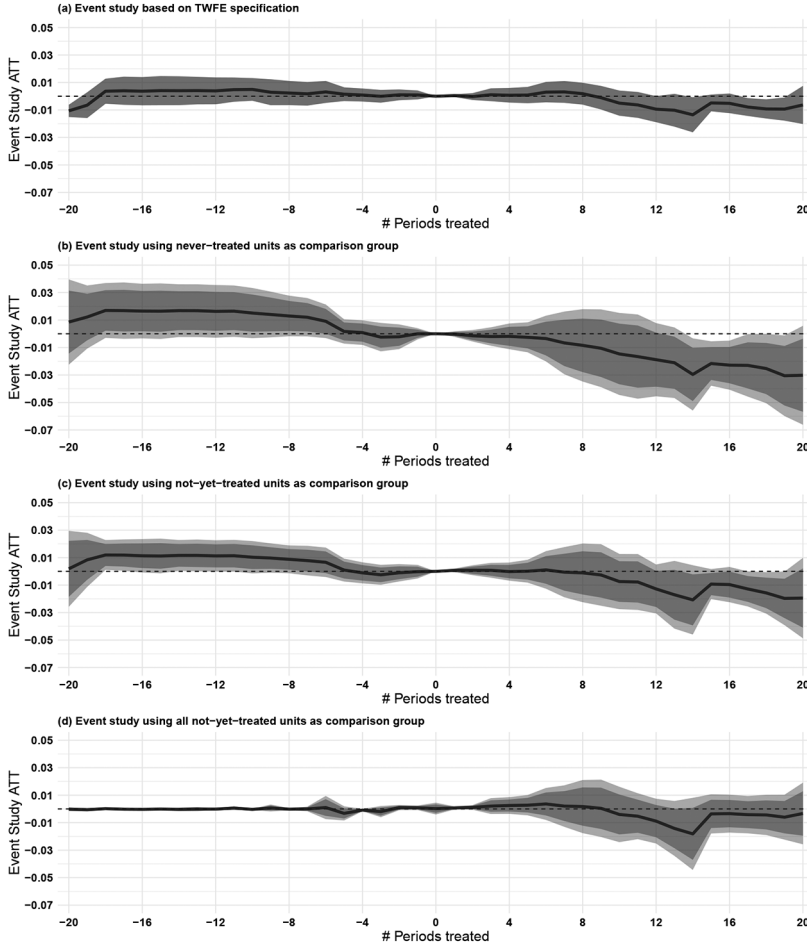 (a) Event study based on TWFE specification
0.05
0.03
0.01
−0.01
−0.03
−0.05
−0.07
Event Study ATT
−20 −16 −12 −8 −4 0 4 8 12 16 20
# Periods treated
(b) Event study using never−treated units as comparison group
0.05
0.03
0.01
−0.01
−0.03
−0.05
−0.07
Event Study ATT
−20 −16 −12 −8 −4 0 4 8 12 16 20
# Periods treated
(c) Event study using not−yet−treated units as comparison group
0.05
0.03
0.01
−0.01
−0.03
−0.05
−0.07
Event Study ATT
−20 −16 −12 −8 −4 0 4 8 12 16 20
# Periods treated
(d) Event study using all not−yet−treated units as comparison group
0.05
0.03
0.01
−0.01
−0.03
−0.05
−0.07
Event Study ATT
−20 −16 −12 −8 −4 0 4 8 12 16 20
# Periods treated